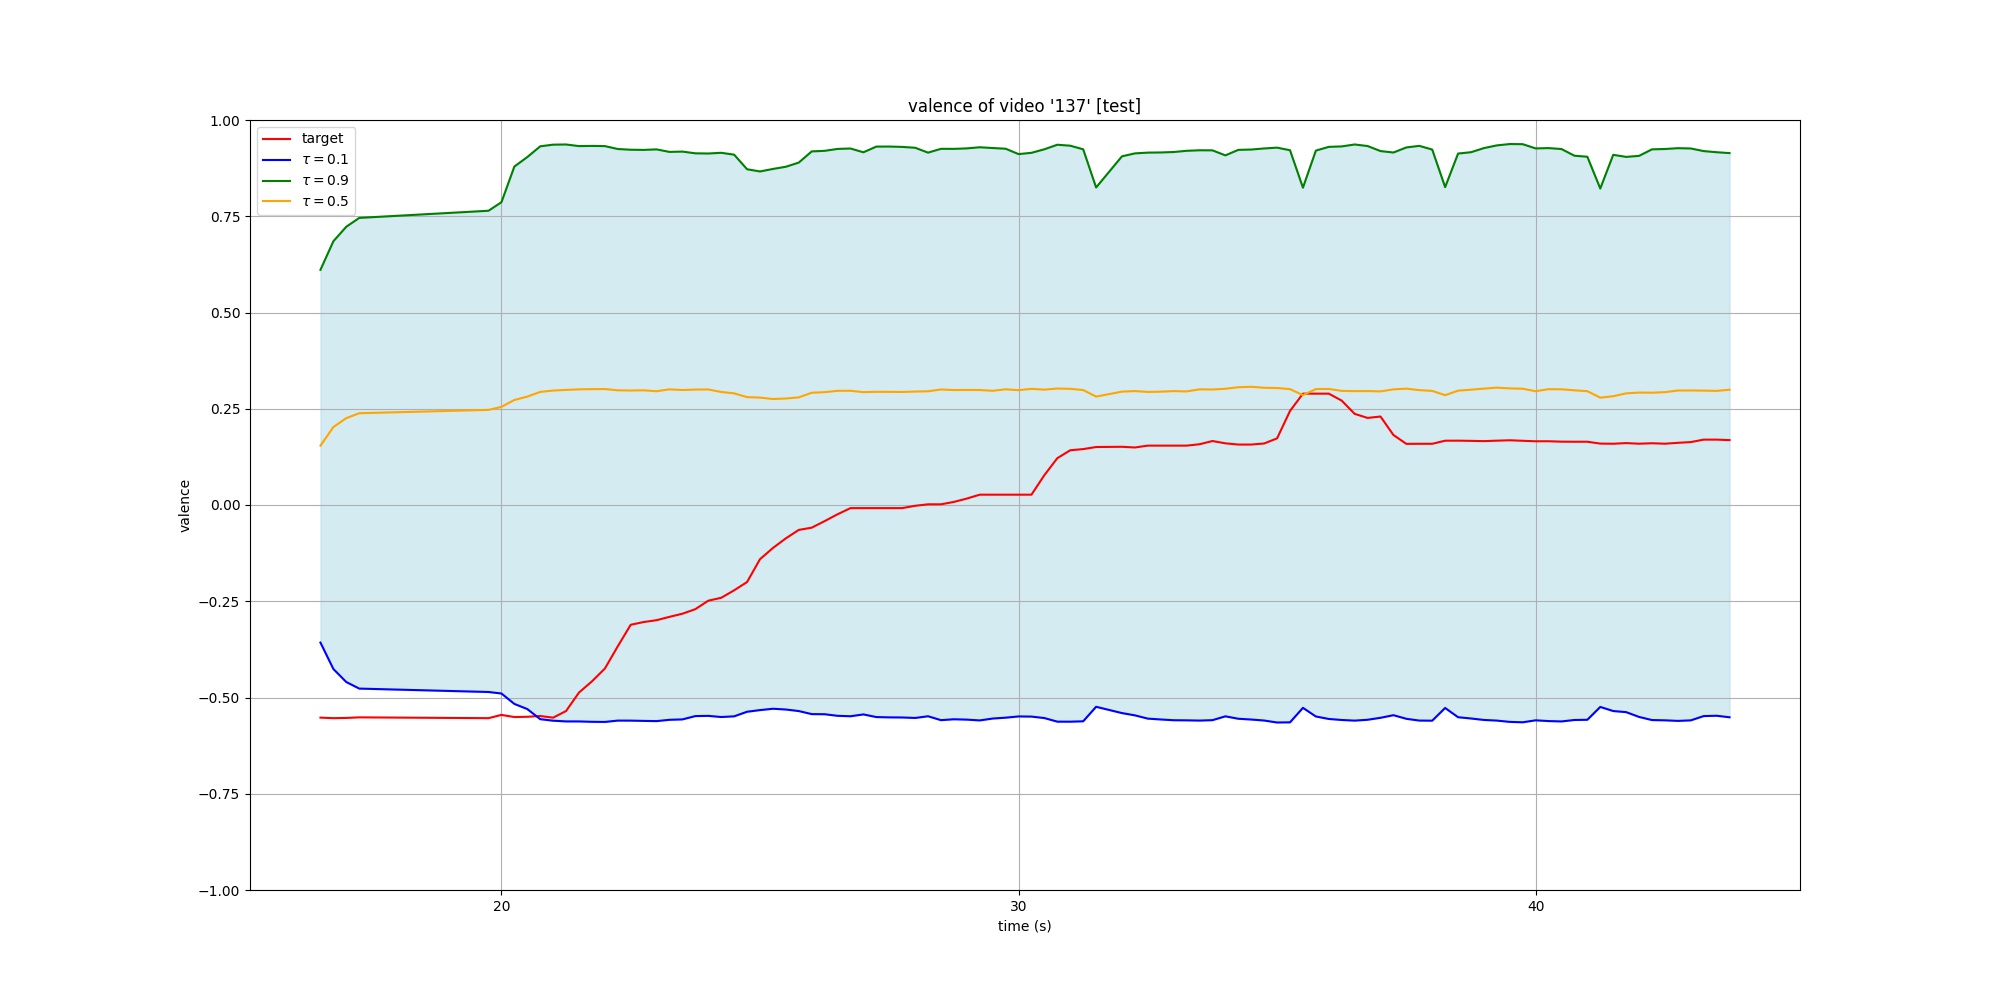 valence of video '137' [test]
target
τ = 0.1
τ = 0.9
τ = 0.5
valence
1.00
0.75
0.50
0.25
0.00
−0.25
−0.50
−0.75
−1.00
20
30
40
time (s)